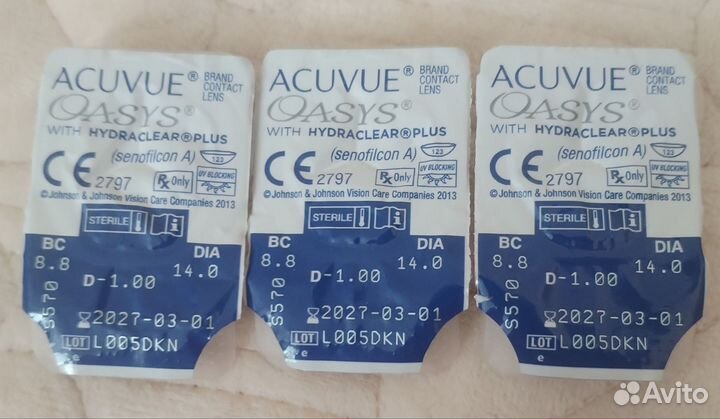 ACUVUE® BRAND CONTACT LENS
OASYS®
WITH HYDRACLEAR®PLUS
(senofilcon A) 123
CE 2797 Rx Only UV BLOCKING
© Johnson & Johnson Vision Care Companies 2013
STERILE i
BC DIA
8.8 14.0
D-1.00
S570
2027-03-01
LOT L005DKN
e
ACUVUE® BRAND CONTACT LENS
OASYS®
WITH HYDRACLEAR®PLUS
(senofilcon A) 123
CE 2797 Rx Only UV BLOCKING
© Johnson & Johnson Vision Care Companies 2013
STERILE i
BC DIA
8.8 14.0
D-1.00
S570
2027-03-01
LOT L005DKN
e
ACUVUE® BRAND CONTACT LENS
OASYS®
WITH HYDRACLEAR®PLUS
(senofilcon A) 123
CE 2797 Rx Only UV BLOCKING
© Johnson & Johnson Vision Care Companies 2013
STERILE i
BC DIA
8.8 14.0
D-1.00
S570
2027-03-01
LOT L005DKN
e
Avito